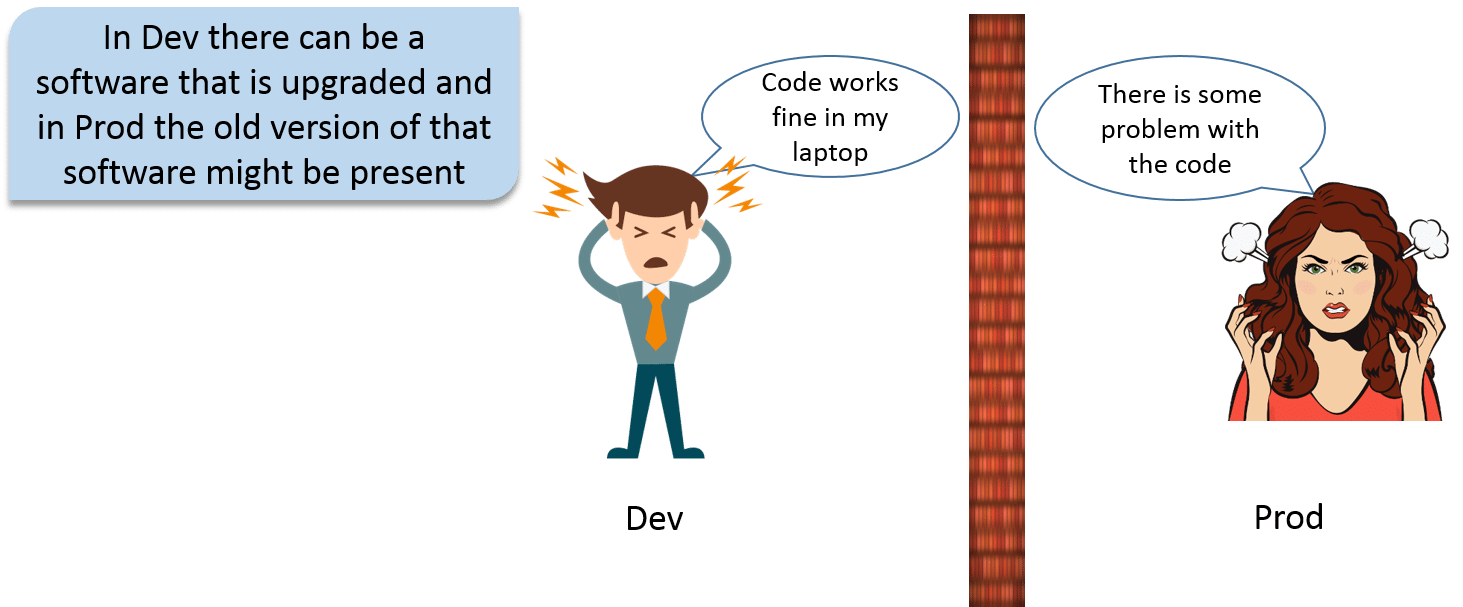 In Dev there can be a
software that is upgraded and
in Prod the old version of that
software might be present
Code works
fine in my
laptop
There is some
problem with
the code
Dev
Prod